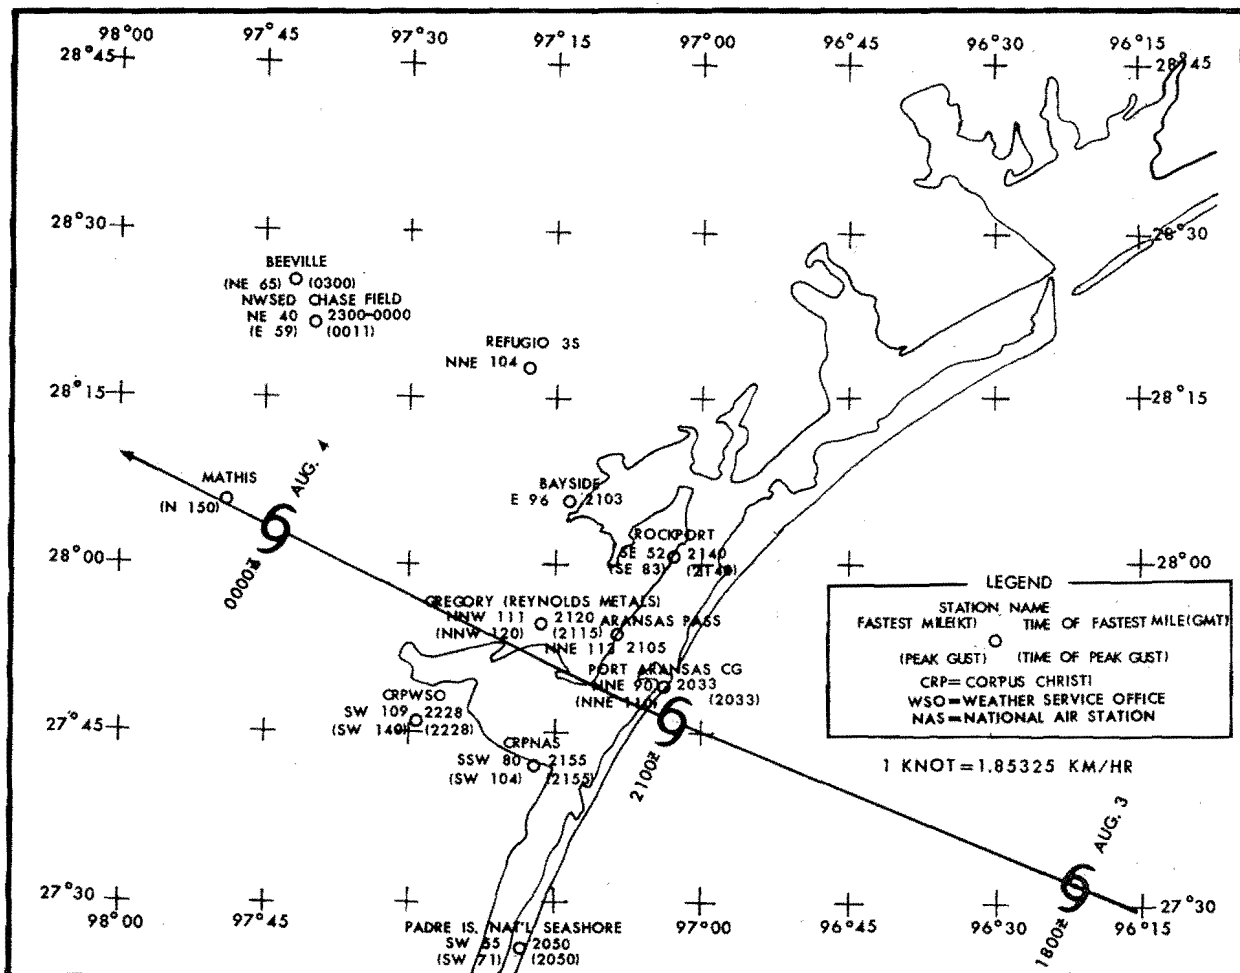 98°00 97°45 97°30 97°15 97°00 96°45 96°30 96°15
28°45 28°45
28°30 28°30
BEEVILLE
(NE 65) (0300)
NWSED CHASE FIELD
NE 40 2300-0000
(E 59) (0011)
REFUGIO 3S
NNE 104
28°15 28°15
AUG. 4
MATHIS
(N 150)
BAYSIDE
E 96 2103
ROCKPORT
SE 52 2140
(SE 83) (2140)
28°00 28°00
0000Z
GREGORY (REYNOLDS METALS)
NNW 111 2120
(NNW 120) (2115)
ARANSAS PASS
NNE 113 2105
PORT ARANSAS CG
NNE 90 2033
(NNE 110) (2033)
CRPWSO
SW 109 2228
(SW 140) (2228)
27°45
CRPNAS
SSW 80 2155
(SW 104) (2155)
2100Z
LEGEND
STATION NAME
FASTEST MILE(KT) TIME OF FASTEST MILE(GMT)
(PEAK GUST) (TIME OF PEAK GUST)
CRP=CORPUS CHRISTI
WSO=WEATHER SERVICE OFFICE
NAS=NATIONAL AIR STATION
1 KNOT=1.85325 KM/HR
AUG. 3
1800Z
27°30 27°30
98°00 97°45 97°30 97°15 97°00 96°45 96°30 96°15
PADRE IS. NAT'L SEASHORE
SW 55 2050
(SW 71) (2050)